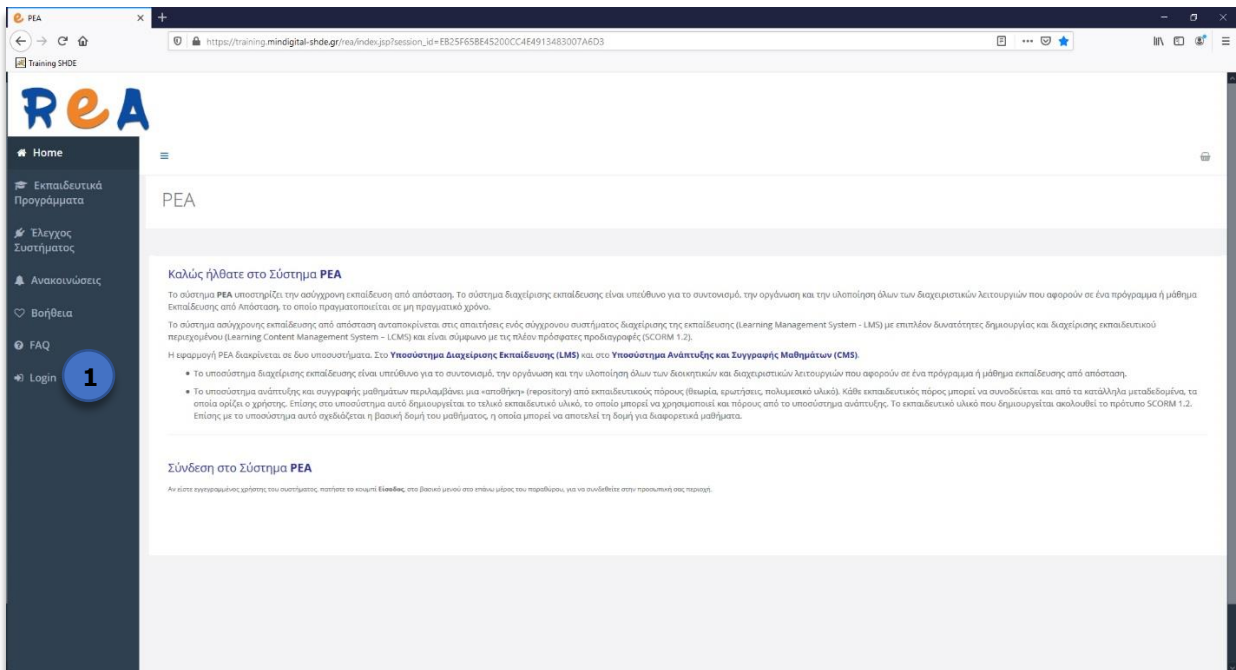 ΡΕΑ
https://training.mindigital-shde.gr/rea/index.jsp?session_id=EB25F658E45200CC4E4913483007A6D3
Training SHDE
ReA
Home
Εκπαιδευτικά
Προγράμματα
Έλεγχος
Συστήματος
Ανακοινώσεις
Βοήθεια
FAQ
Login
1
ΡΕΑ
Καλώς ήλθατε στο Σύστημα ΡΕΑ
Το σύστημα ΡΕΑ υποστηρίζει την ασύγχρονη εκπαίδευση από απόσταση. Το σύστημα διαχείρισης εκπαίδευσης είναι υπεύθυνο για το συντονισμό, την οργάνωση και την υλοποίηση όλων των διαχειριστικών λειτουργιών που αφορούν σε ένα πρόγραμμα ή μάθημα
Εκπαίδευσης από Απόσταση, το οποίο πραγματοποιείται σε μη πραγματικό χρόνο.
Το σύστημα ασύγχρονης εκπαίδευσης από απόσταση ανταποκρίνεται στις απαιτήσεις ενός σύγχρονου συστήματος διαχείρισης της εκπαίδευσης (Learning Management System - LMS) με επιπλέον δυνατότητες δημιουργίας και διαχείρισης εκπαιδευτικού
περιεχομένου (Learning Content Management System – LCMS) και είναι σύμφωνο με τις πλέον πρόσφατες προδιαγραφές (SCORM 1.2).
Η εφαρμογή ΡΕΑ διακρίνεται σε δυο υποσυστήματα. Στο Υποσύστημα Διαχείρισης Εκπαίδευσης (LMS) και στο Υποσύστημα Ανάπτυξης και Συγγραφής Μαθημάτων (CMS).
• Το υποσύστημα διαχείρισης εκπαίδευσης είναι υπεύθυνο για το συντονισμό, την οργάνωση και την υλοποίηση όλων των διοικητικών και διαχειριστικών λειτουργιών που αφορούν σε ένα πρόγραμμα ή μάθημα εκπαίδευσης από απόσταση.
• Το υποσύστημα ανάπτυξης και συγγραφής μαθημάτων περιλαμβάνει μια «αποθήκη» (repository) από εκπαιδευτικούς πόρους (θεωρία, ερωτήσεις, πολυμεσικό υλικό). Κάθε εκπαιδευτικός πόρος μπορεί να συνοδεύεται και από τα κατάλληλα μεταδεδομένα, τα
οποία ορίζει ο χρήστης. Επίσης στο υποσύστημα αυτό δημιουργείται το τελικό εκπαιδευτικό υλικό, το οποίο μπορεί να χρησιμοποιεί και πόρους από το υποσύστημα ανάπτυξης. Το εκπαιδευτικό υλικό που δημιουργείται ακολουθεί το πρότυπο SCORM 1.2.
Επίσης με το υποσύστημα αυτό σχεδιάζεται η βασική δομή του μαθήματος, η οποία μπορεί να αποτελεί τη δομή για διαφορετικά μαθήματα.
Σύνδεση στο Σύστημα ΡΕΑ
Αν είστε εγγεγραμμένος χρήστης του συστήματος, πατήστε το κουμπί Είσοδος, στο βασικό μενού στο επάνω μέρος του παραθύρου, για να συνδεθείτε στην προσωπική σας περιοχή.